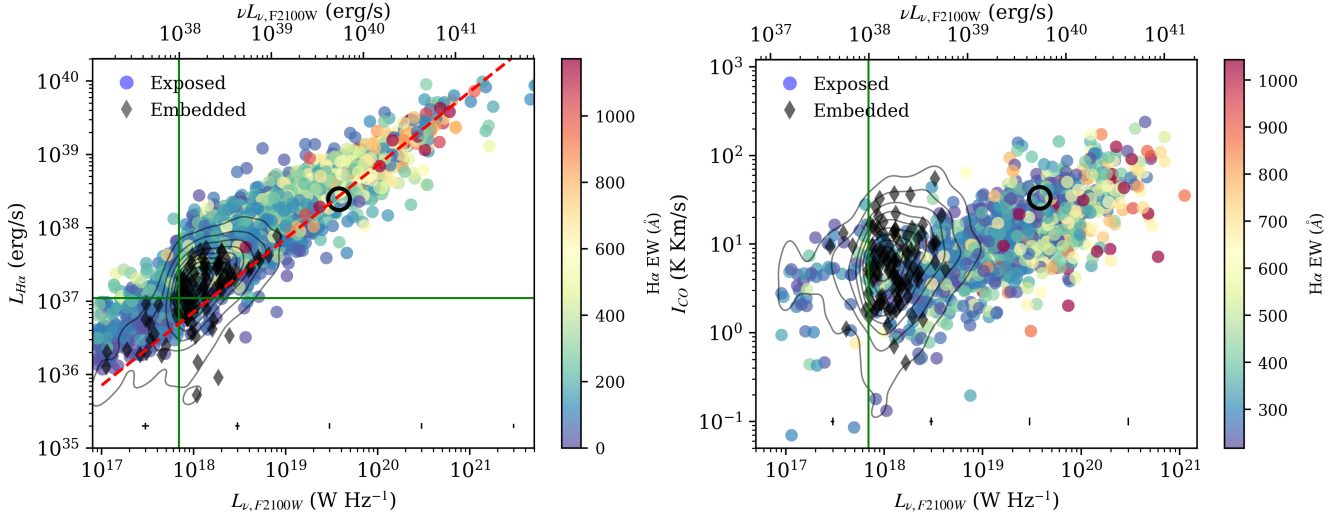 νL_ν,F2100W (erg/s)
10^38 10^39 10^40 10^41
Exposed
Embedded
10^40
10^39
10^38
10^37
10^36
10^35
L_Hα (erg/s)
10^17 10^18 10^19 10^20 10^21
L_ν,F2100W (W Hz^−1)
1000
800
600
400
200
0
Hα EW (Å)
νL_ν,F2100W (erg/s)
10^37 10^38 10^39 10^40 10^41
Exposed
Embedded
10^3
10^2
10^1
10^0
10^−1
I_CO (K Km/s)
10^17 10^18 10^19 10^20 10^21
L_ν,F2100W (W Hz^−1)
1000
900
800
700
600
500
400
300
Hα EW (Å)